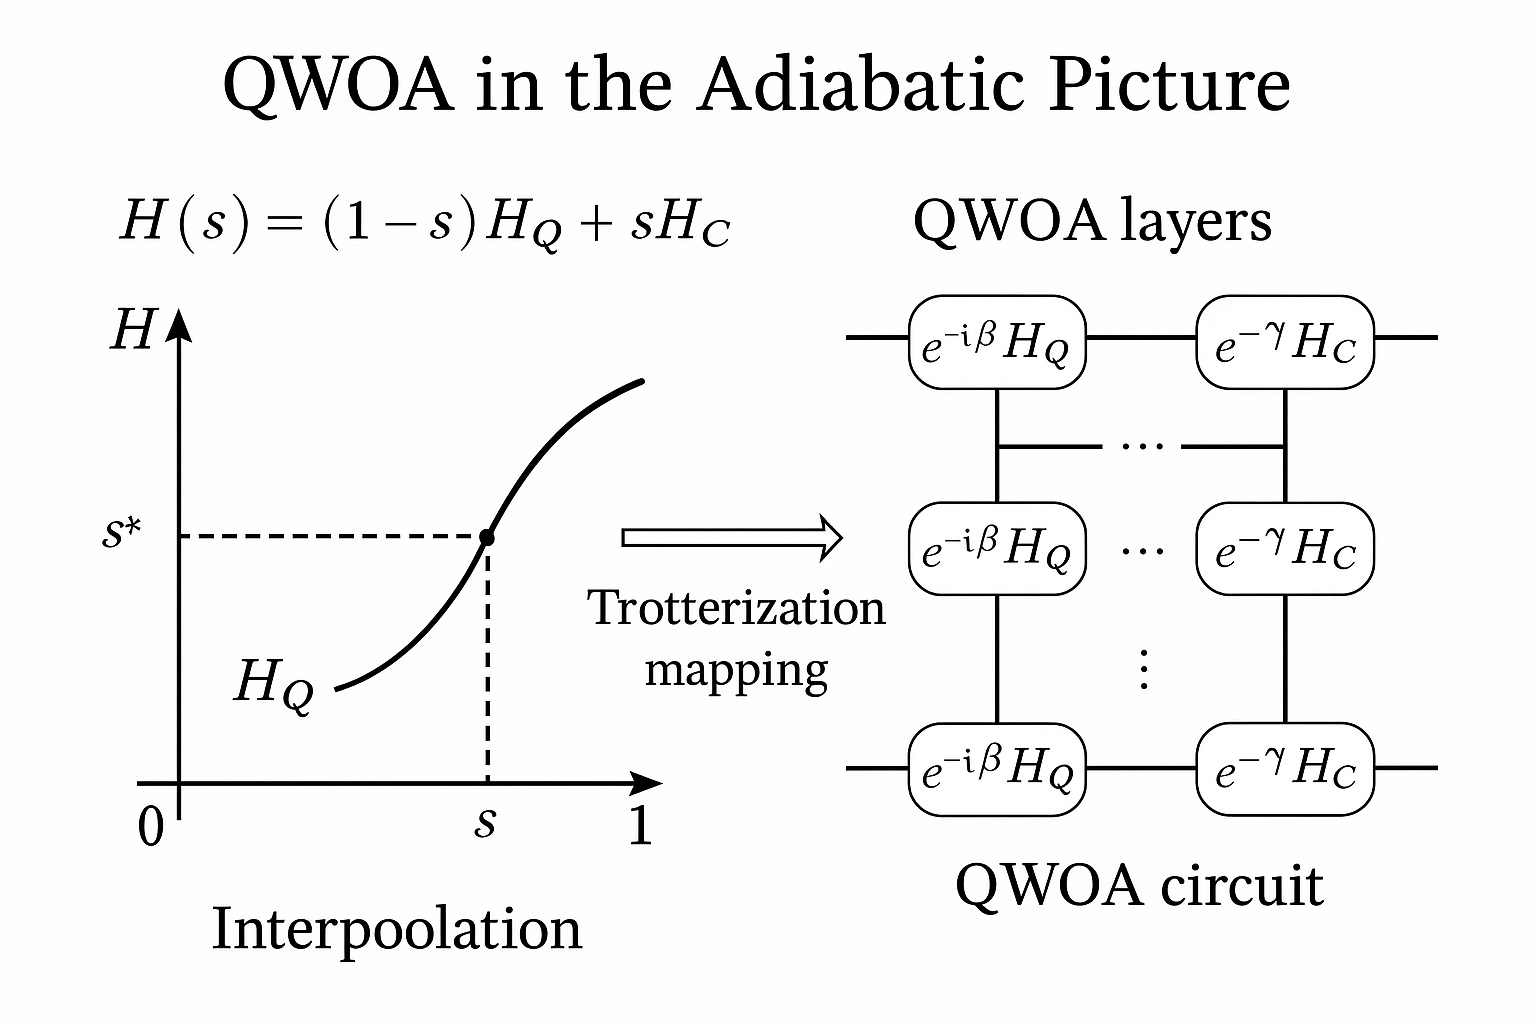 QWOA in the Adiabatic Picture
H(s) = (1 − s)H_Q + sH_C
H
s*
H_Q
0
s
1
Interpoolation
Trotterization
mapping
QWOA layers
e^{-iβ} H_Q
e^{-γ} H_C
···
e^{-iβ} H_Q ··· e^{-γ} H_C
⋮
e^{-iβ} H_Q
e^{-γ} H_C
QWOA circuit